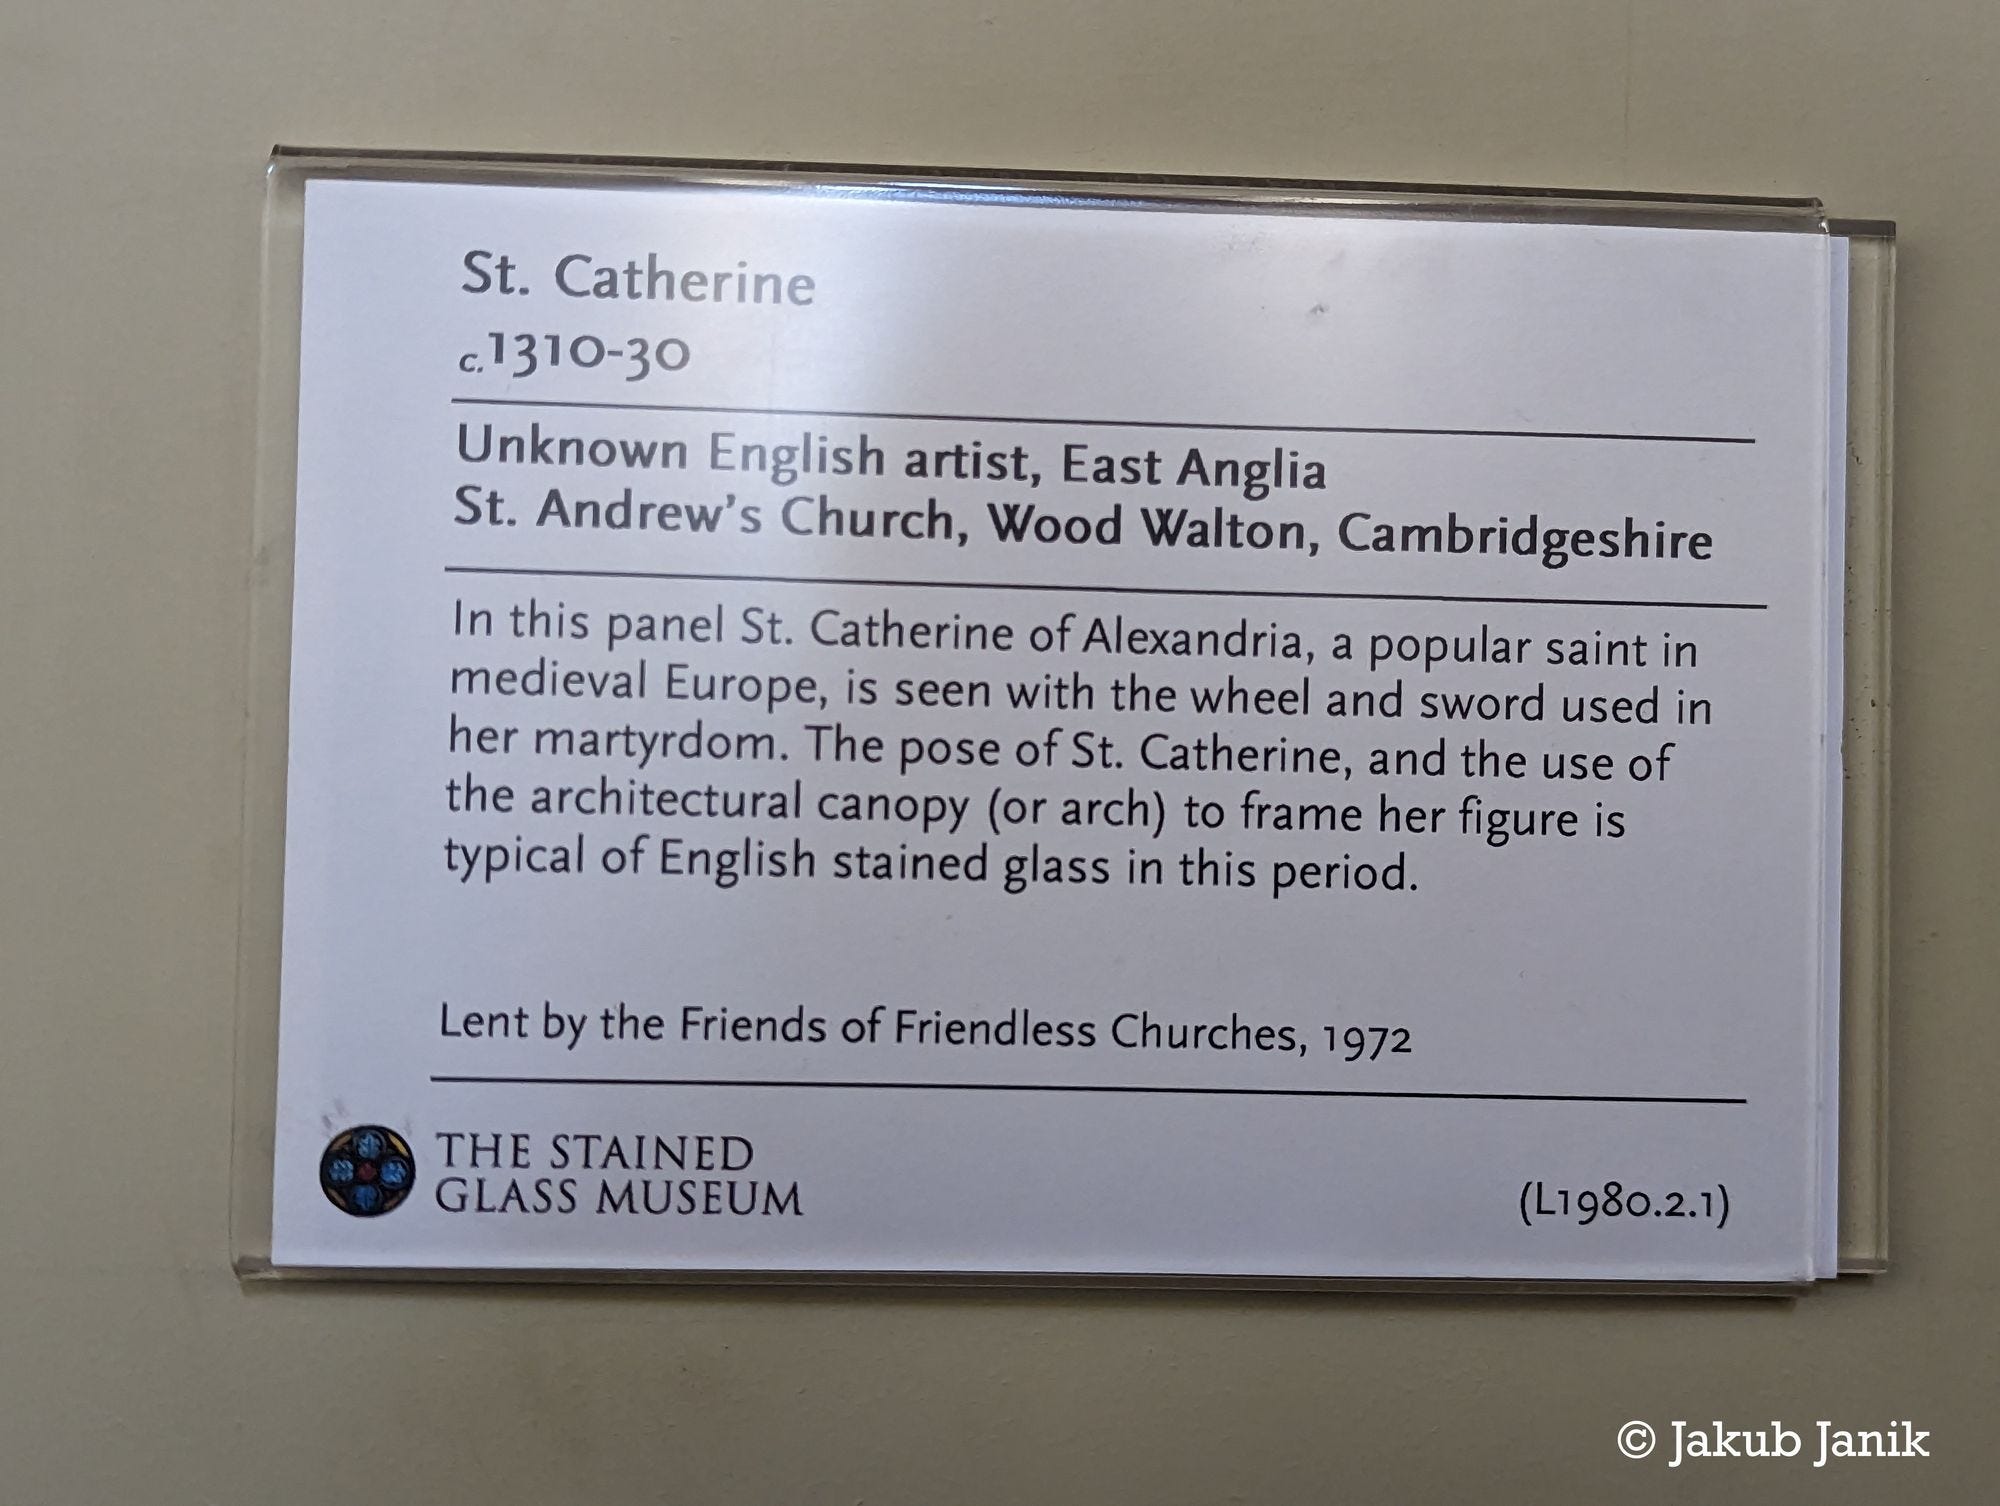 St. Catherine
c.1310-30
Unknown English artist, East Anglia
St. Andrew's Church, Wood Walton, Cambridgeshire
In this panel St. Catherine of Alexandria, a popular saint in
medieval Europe, is seen with the wheel and sword used in
her martyrdom. The pose of St. Catherine, and the use of
the architectural canopy (or arch) to frame her figure is
typical of English stained glass in this period.
Lent by the Friends of Friendless Churches, 1972
THE STAINED
GLASS MUSEUM
(L1980.2.1)
© Jakub Janik